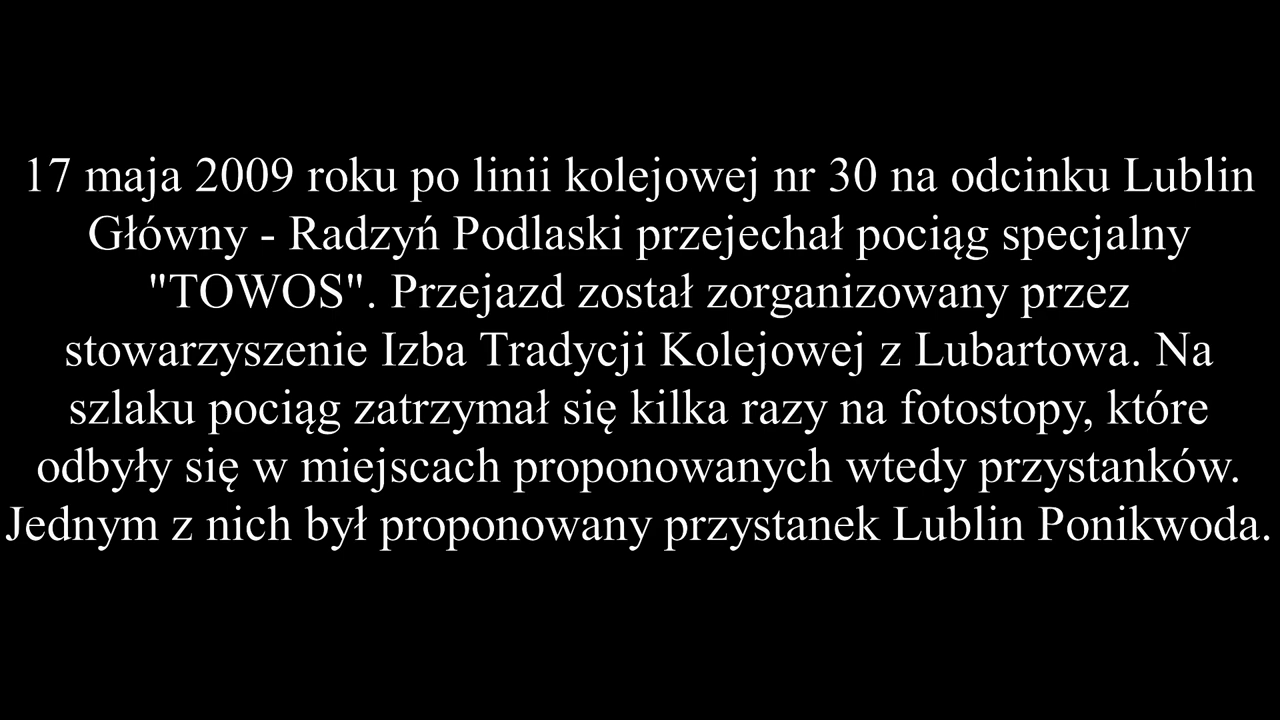 17 maja 2009 roku po linii kolejowej nr 30 na odcinku Lublin
Główny - Radzyń Podlaski przejechał pociąg specjalny
"TOWOS". Przejazd został zorganizowany przez
stowarzyszenie Izba Tradycji Kolejowej z Lubartowa. Na
szlaku pociąg zatrzymał się kilka razy na fotostopy, które
odbyły się w miejscach proponowanych wtedy przystanków.
Jednym z nich był proponowany przystanek Lublin Ponikwoda.